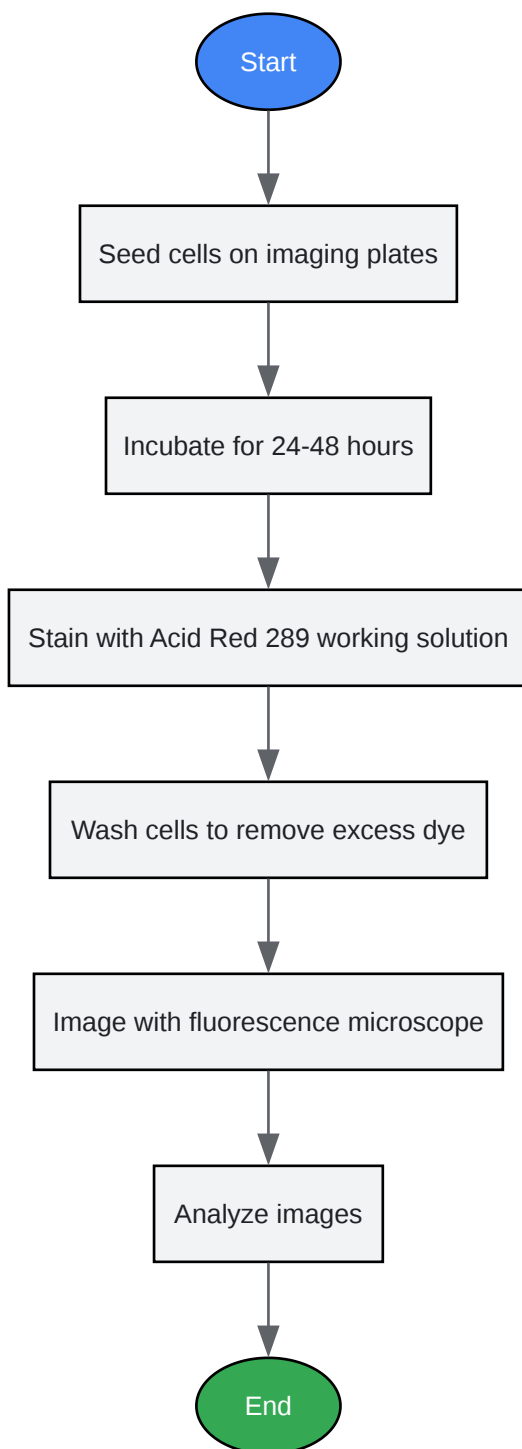 Start
Seed cells on imaging plates
Incubate for 24-48 hours
Stain with Acid Red 289 working solution
Wash cells to remove excess dye
Image with fluorescence microscope
Analyze images
End